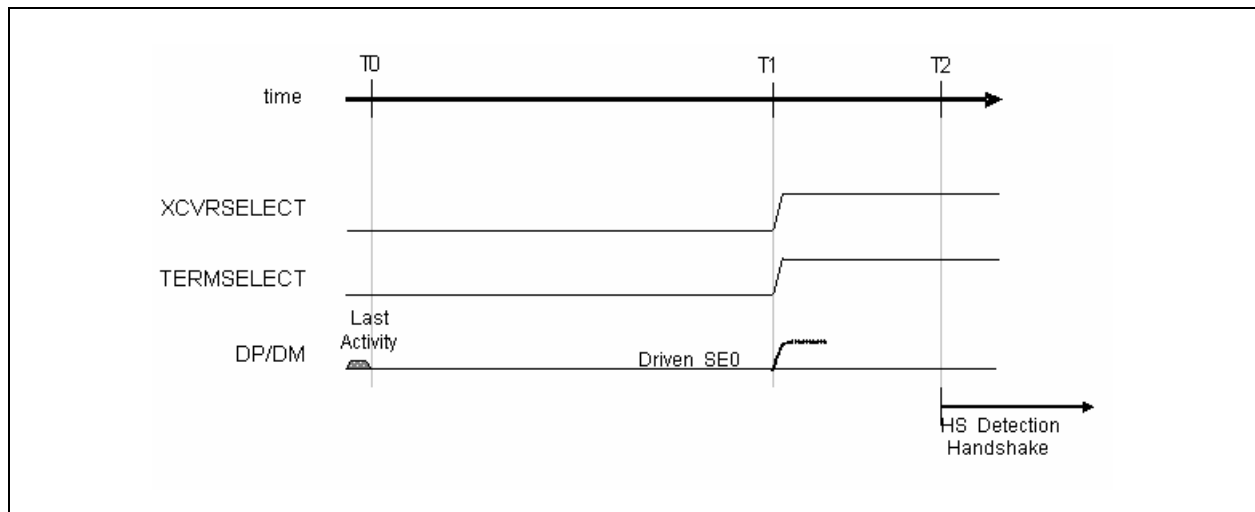 T0 T1 T2
time
XCVRSELECT
TERMSELECT
Last
Activity
DP/DM
Driven SE0
HS Detection
Handshake